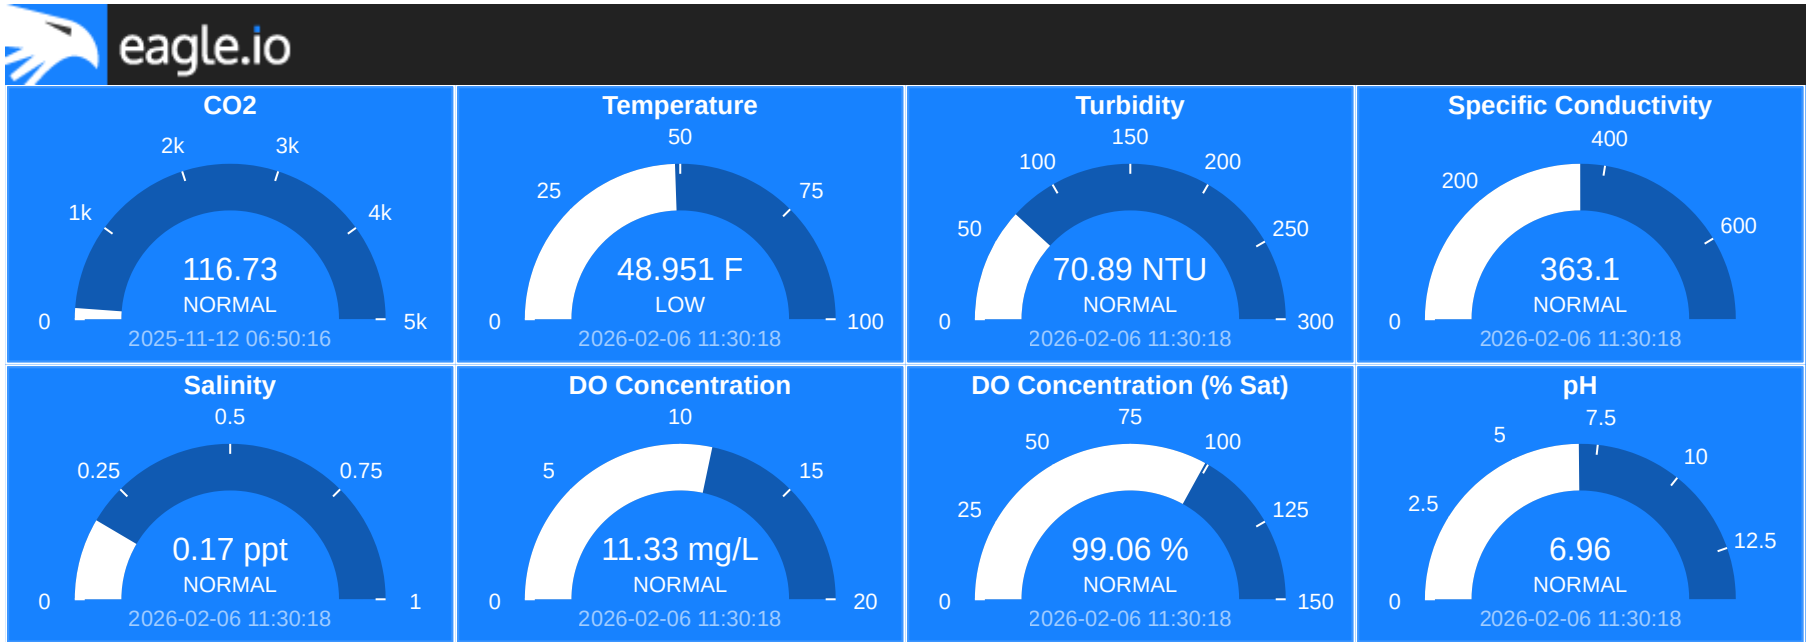 eagle.io
CO2
0
1k
2k
3k
4k
5k
116.73
NORMAL
2025-11-12 06:50:16
Temperature
0
25
50
75
100
48.951 F
LOW
2026-02-06 11:30:18
Turbidity
0
50
100
150
200
250
300
70.89 NTU
NORMAL
2026-02-06 11:30:18
Specific Conductivity
0
200
400
600
363.1
NORMAL
2026-02-06 11:30:18
Salinity
0
0.25
0.5
0.75
1
0.17 ppt
NORMAL
2026-02-06 11:30:18
DO Concentration
0
5
10
15
20
11.33 mg/L
NORMAL
2026-02-06 11:30:18
DO Concentration (% Sat)
0
25
50
75
100
125
150
99.06 %
NORMAL
2026-02-06 11:30:18
pH
0
2.5
5
7.5
10
12.5
6.96
NORMAL
2026-02-06 11:30:18